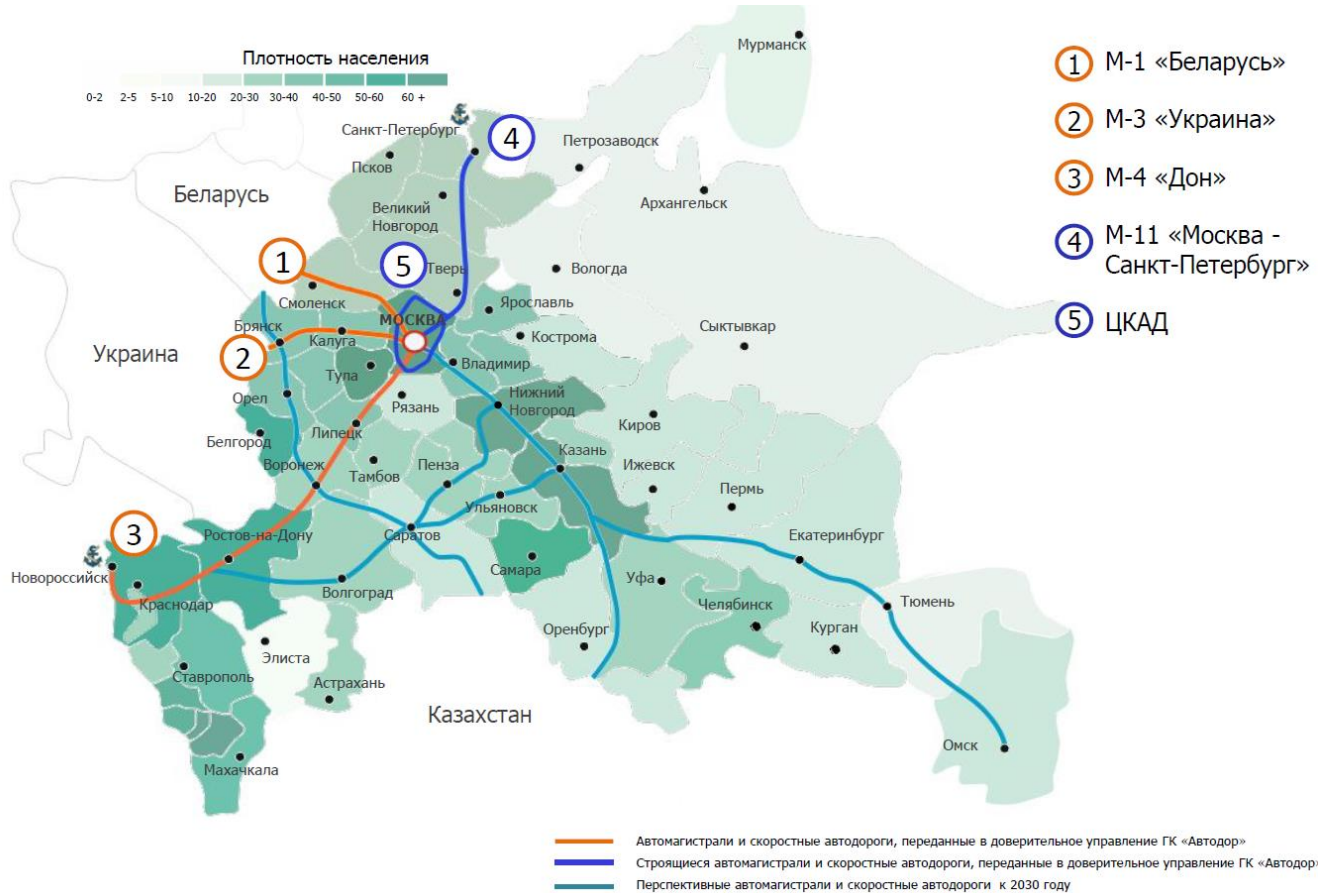 Плотность населения
0-2 2-5 5-10 10-20 20-30 30-40 40-50 50-60 60 +
Мурманск
1 М-1 «Беларусь»
2 М-3 «Украина»
3 М-4 «Дон»
4 М-11 «Москва -
Санкт-Петербург»
5 ЦКАД
Санкт-Петербург
4
Петрозаводск
Псков
Беларусь
Великий
Новгород
Архангельск
1
5
Тверь
Вологда
Смоленск
Ярославль
МОСКВА
Брянск
Калуга
Кострома
Сыктывкар
Украина
2
Тула
Владимир
Орел
Рязань
Нижний
Новгород
Белгород
Липецк
Киров
Воронеж
Тамбов
Пенза
Казань
Ижевск
Пермь
Ульяновск
3
Ростов-на-Дону
Саратов
Екатеринбург
Новороссийск
Самара
Краснодар
Волгоград
Уфа
Челябинск
Тюмень
Оренбург
Курган
Элиста
Ставрополь
Астрахань
Казахстан
Омск
Махачкала
Автомагистрали и скоростные автодороги, переданные в доверительное управление ГК «Автодор»
Строящиеся автомагистрали и скоростные автодороги, переданные в доверительное управление ГК «Автодор»
Перспективные автомагистрали и скоростные автодороги к 2030 году